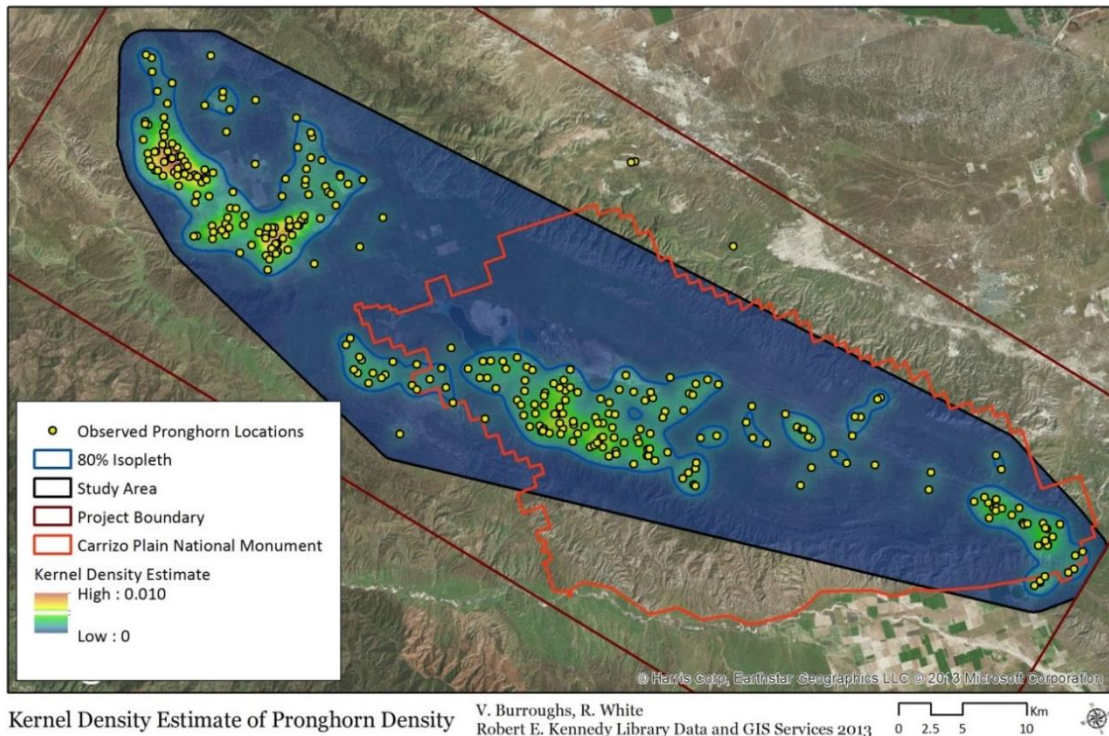 Observed Pronghorn Locations
80% Isopleth
Study Area
Project Boundary
Carrizo Plain National Monument
Kernel Density Estimate
High : 0.010
Low : 0
© Harris Corp, Earthstar Geographics LLC © 2013 Microsoft Corporation
Kernel Density Estimate of Pronghorn Density
V. Burroughs, R. White
Robert E. Kennedy Library Data and GIS Services 2013
Km
0 2.5 5 10